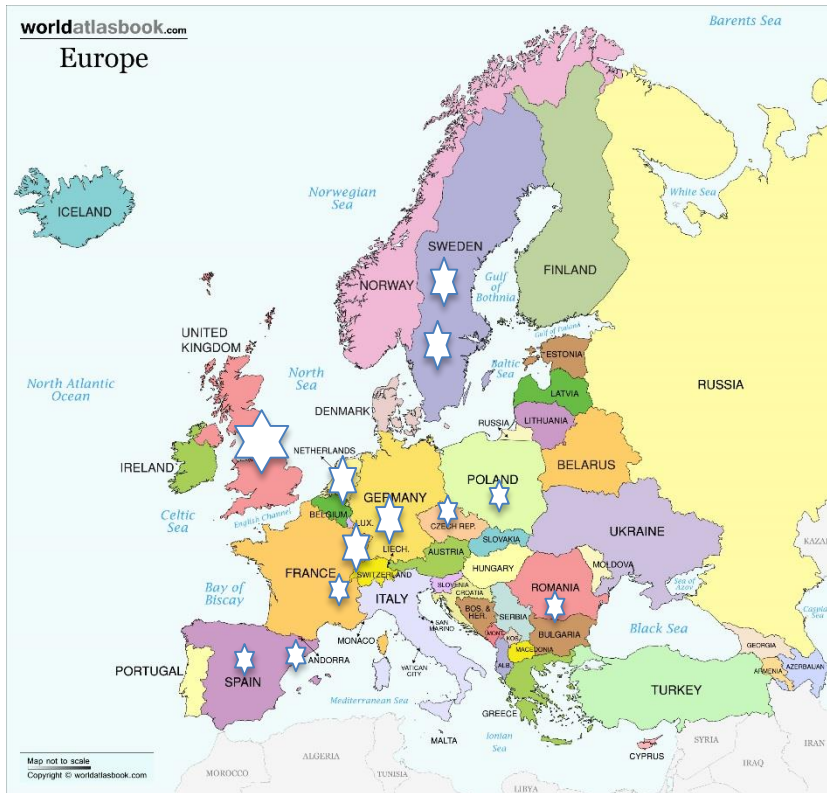 worldatlasbook.com
Europe
Barents Sea
White Sea
Norwegian
Sea
ICELAND
SWEDEN
FINLAND
NORWAY
Gulf
of
Bothnia
UNITED
KINGDOM
Gulf of Finland
ESTONIA
North
Sea
Baltic
Sea
RUSSIA
North Atlantic
Ocean
LATVIA
DENMARK
LITHUANIA
RUSSIA
NETHERLANDS
IRELAND
BELARUS
POLAND
GERMANY
Celtic
Sea
English Channel
BELGIUM
LUX.
CZECH REP.
UKRAINE
SLOVAKIA
KAZA
LIECH.
AUSTRIA
FRANCE
SWITZERLAND
HUNGARY
MOLDOVA
Bay of
Biscay
SLOVENIA
CROATIA
ITALY
ROMANIA
Sea of
Azov
BOS. &
HER.
SERBIA
SAN
MARINO
Caspian
Sea
MONT.
KOS.
BULGARIA
Black Sea
MONACO
MACEDONIA
GEORGIA
ANDORRA
PORTUGAL
SPAIN
VATICAN
CITY
ALB.
ARMENIA
AZERBAIJAN
TURKEY
Mediterranean Sea
GREECE
Ionian
Sea
MALTA
SYRIA
IRAN
CYPRUS
IRAQ
Map not to scale
Copyright © worldatlasbook.com
ALGERIA
MOROCCO
TUNISIA
LIBYA